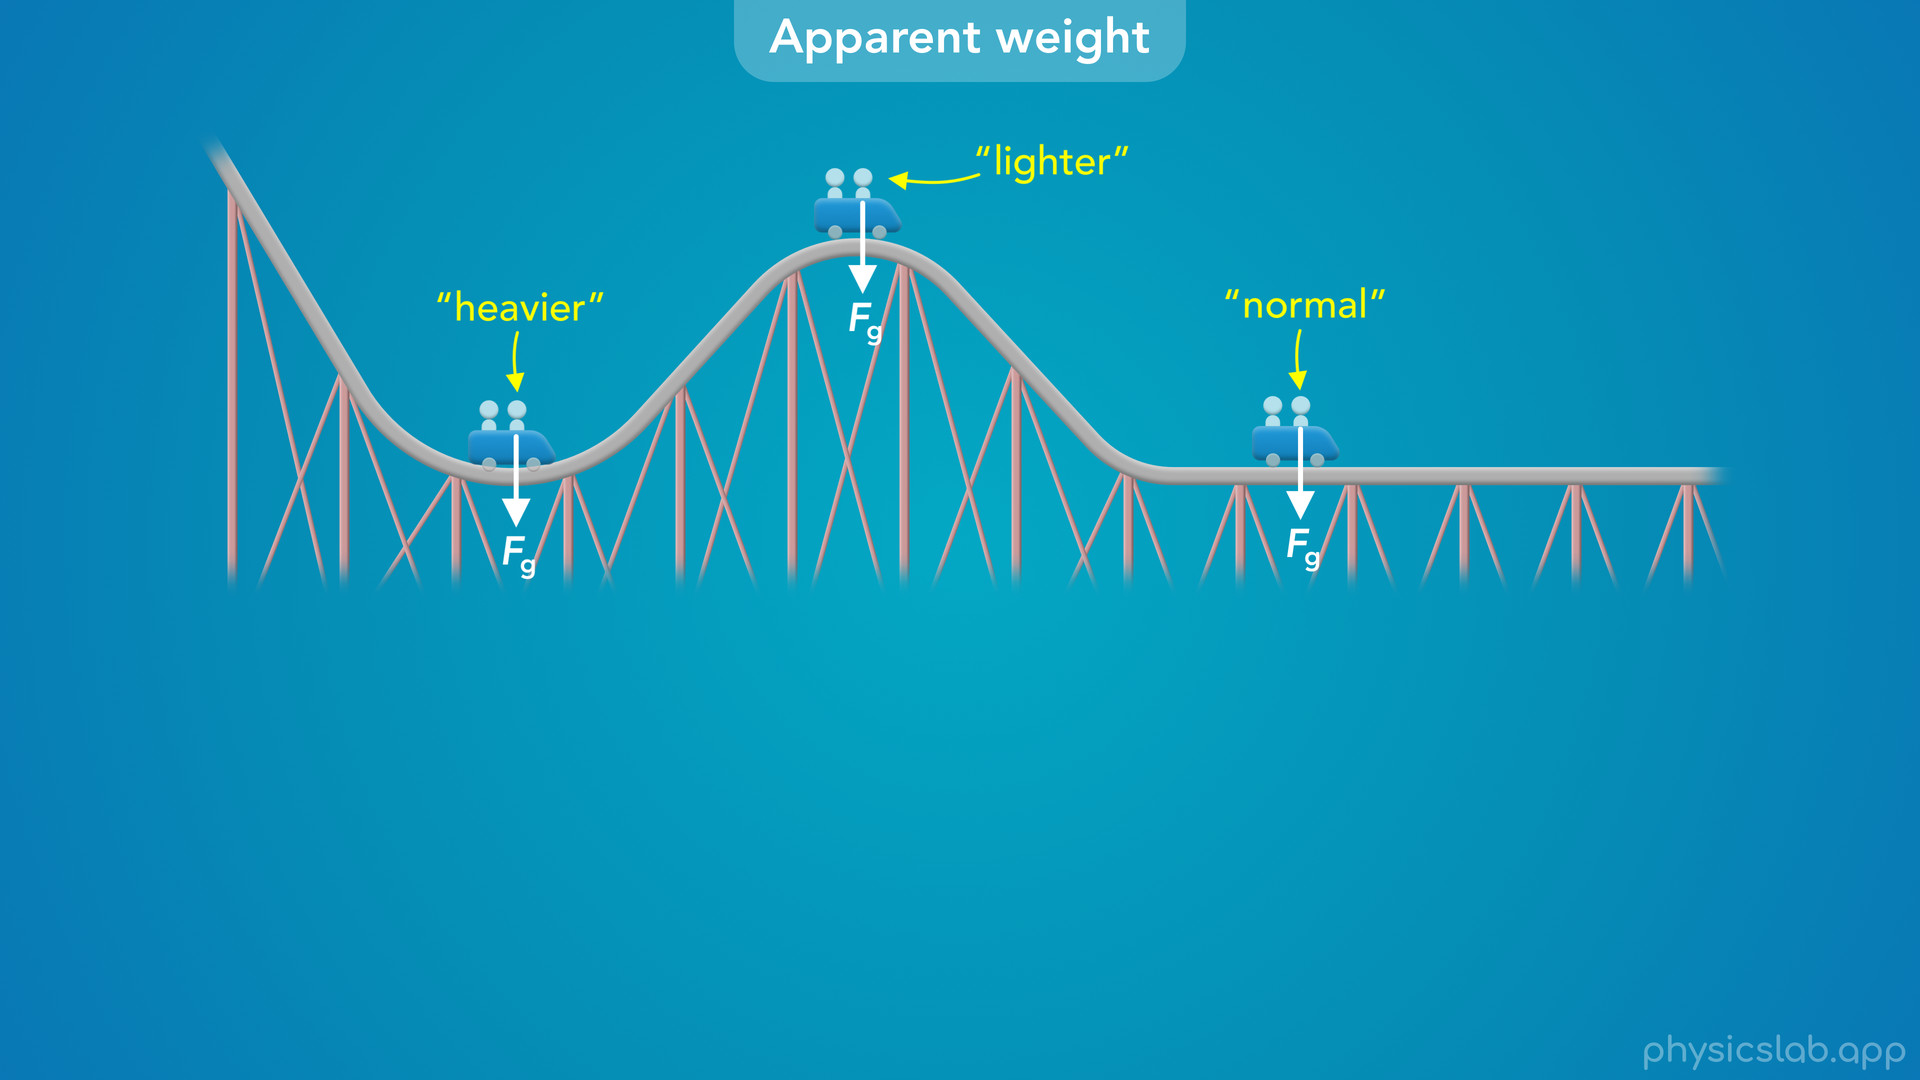 Apparent weight
“lighter”
“heavier”
“normal”
Fg
Fg
Fg
physicslab.app